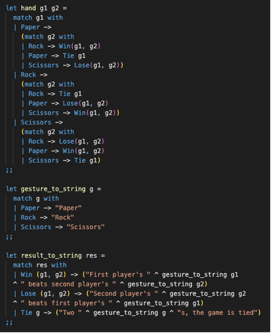 let hand g1 g2 =
match g1 with
| Paper ->
(match g2 with
| Rock -> Win(g1, g2)
| Paper -> Tie g1
| Scissors -> Lose(g1, g2))
| Rock ->
(match g2 with
| Rock -> Tie g1
| Paper -> Lose(g1, g2)
| Scissors -> Win(g1, g2))
| Scissors ->
(match g2 with
| Rock -> Lose(g1, g2)
| Paper -> Win(g1, g2)
| Scissors -> Tie g1)
;;
let gesture_to_string g =
match g with
| Paper -> "Paper"
| Rock -> "Rock"
| Scissors -> "Scissors"
;;
let result_to_string res =
match res with
| Win (g1, g2) -> ("First player's " ^ gesture_to_string g1
^ " beats second player's " ^ gesture_to_string g2)
| Lose (g1, g2) -> ("Second player's " ^ gesture_to_string g2
^ " beats first player's " ^ gesture_to_string g1)
| Tie g -> ("Two " ^ gesture_to_string g ^ "s, the game is tied")
;;